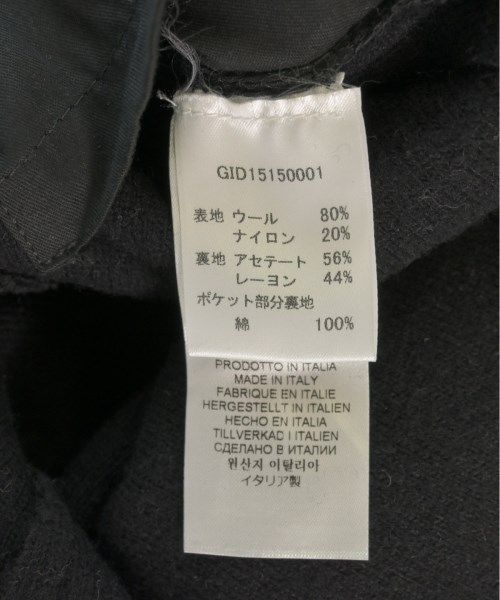 GID15150001
表地 ウール 80%
ナイロン 20%
裏地 アセテート 56%
レーヨン 44%
ポケット部分裏地
綿 100%
PRODOTTO IN ITALIA
MADE IN ITALY
FABRIQUE EN ITALIE
HERGESTELLT IN ITALIEN
HECHO EN ITALIA
TILLVERKAD I ITALIEN
СДЕЛАНО В ИТАЛИИ
원산지 이탈리아
イタリア製